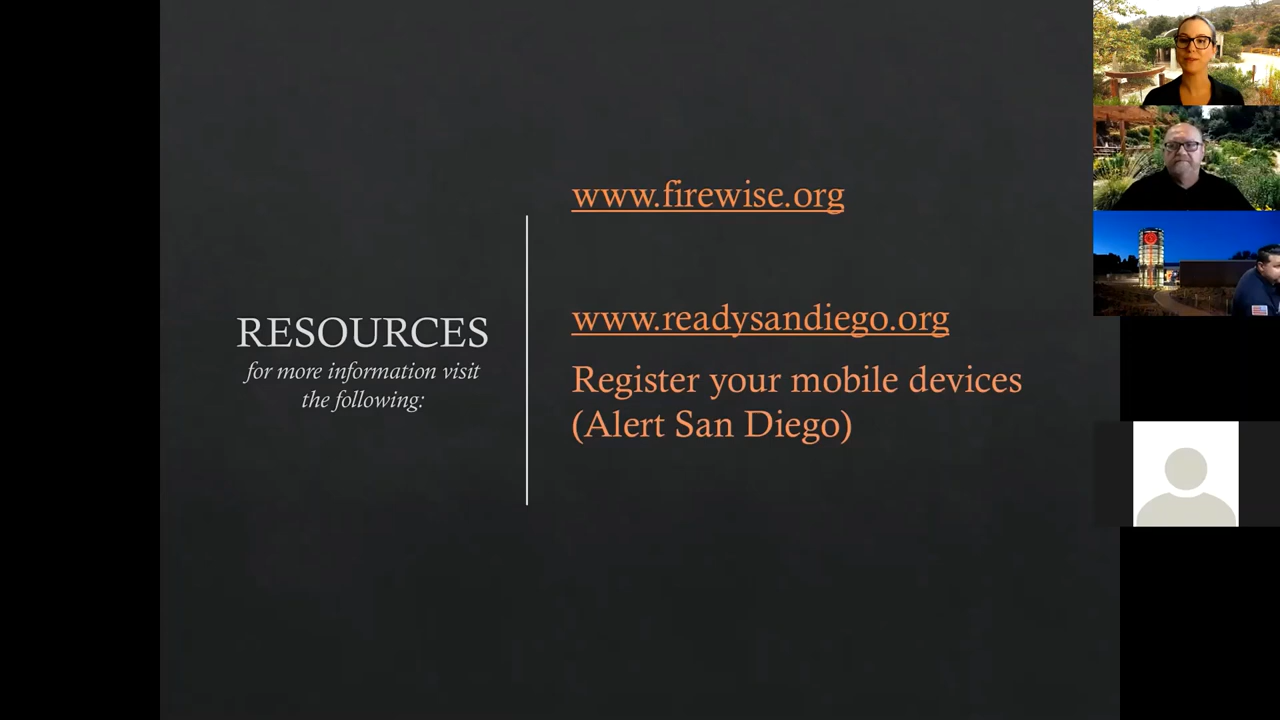 RESOURCES
for more information visit
the following:
www.firewise.org
www.readysandiego.org
Register your mobile devices
(Alert San Diego)